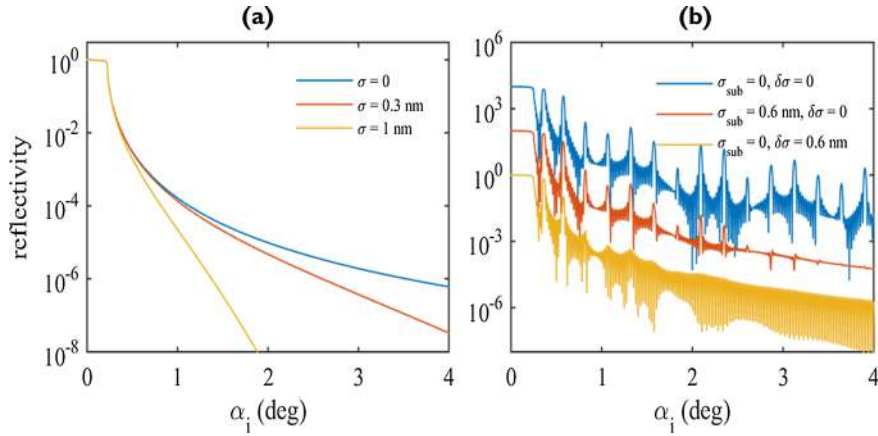 (a)
reflectivity
10^0
10^-2
10^-4
10^-6
10^-8
σ = 0
σ = 0.3 nm
σ = 1 nm
0
1
2
3
4
α_i (deg)
(b)
10^6
10^3
10^0
10^-3
10^-6
σ_sub = 0, δσ = 0
σ_sub = 0.6 nm, δσ = 0
σ_sub = 0, δσ = 0.6 nm
0
1
2
3
4
α_i (deg)